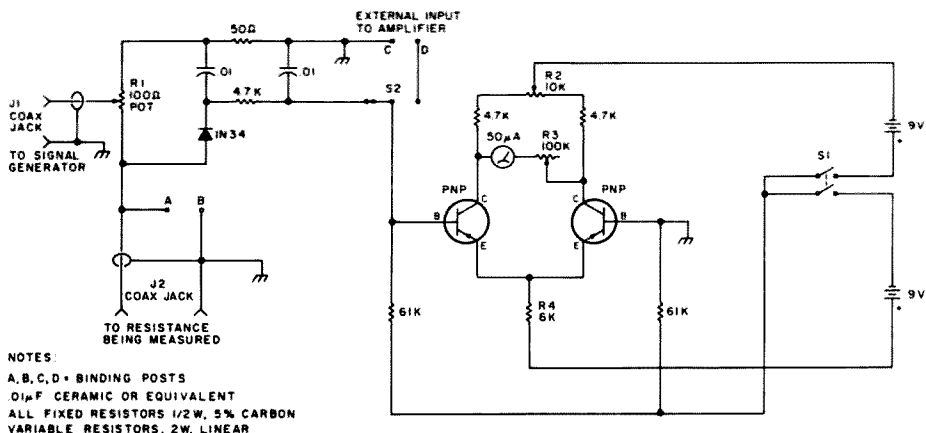 EXTERNAL INPUT
TO AMPLIFIER
50Ω
C
D
.01
.01
R1
100Ω
POT
4.7K
S2
J1
COAX
JACK
TO SIGNAL
GENERATOR
1N34
A
B
J2
COAX JACK
TO RESISTANCE
BEING MEASURED
R2
10K
4.7K
4.7K
50µA
R3
100K
PNP
C
B
E
PNP
C
B
E
61K
R4
6K
61K
S1
9V
+
9V
+
NOTES:
A,B,C,D = BINDING POSTS
.01µF CERAMIC OR EQUIVALENT
ALL FIXED RESISTORS 1/2W, 5% CARBON
VARIABLE RESISTORS, 2W, LINEAR